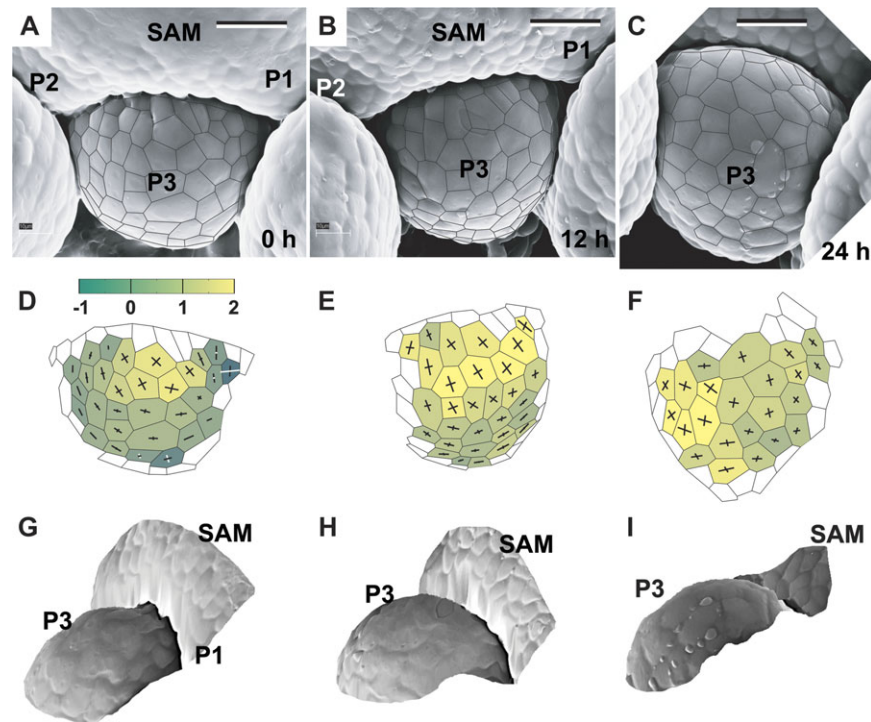 A SAM B SAM P1 C
P2 P1 P2
P3 P3 P3
0 h 12 h 24 h
D -1 0 1 2 E F
G SAM H SAM I SAM
P3 P3 P3
P1